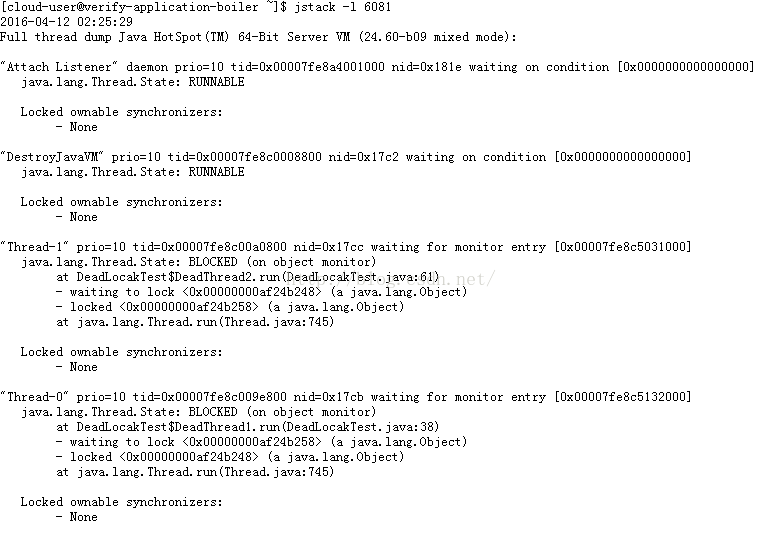 [cloud-user@verify-application-boiler ~]$ jstack -l 6081
2016-04-12 02:25:29
Full thread dump Java HotSpot(TM) 64-Bit Server VM (24.60-b09 mixed mode):

"Attach Listener" daemon prio=10 tid=0x00007fe8a4001000 nid=0x181e waiting on condition [0x0000000000000000]
   java.lang.Thread.State: RUNNABLE

   Locked ownable synchronizers:
        - None

"DestroyJavaVM" prio=10 tid=0x00007fe8c0008800 nid=0x17c2 waiting on condition [0x0000000000000000]
   java.lang.Thread.State: RUNNABLE

   Locked ownable synchronizers:
        - None

"Thread-1" prio=10 tid=0x00007fe8c00a0800 nid=0x17cc waiting for monitor entry [0x00007fe8c5031000]
   java.lang.Thread.State: BLOCKED (on object monitor)
        at DeadLocakTest$DeadThread2.run(DeadLocakTest.java:61)
        - waiting to lock <0x00000000af24b248> (a java.lang.Object)
        - locked <0x00000000af24b258> (a java.lang.Object)
        at java.lang.Thread.run(Thread.java:745)

   Locked ownable synchronizers:
        - None

"Thread-0" prio=10 tid=0x00007fe8c009e800 nid=0x17cb waiting for monitor entry [0x00007fe8c5132000]
   java.lang.Thread.State: BLOCKED (on object monitor)
        at DeadLocakTest$DeadThread1.run(DeadLocakTest.java:38)
        - waiting to lock <0x00000000af24b258> (a java.lang.Object)
        - locked <0x00000000af24b248> (a java.lang.Object)
        at java.lang.Thread.run(Thread.java:745)

   Locked ownable synchronizers:
        - None